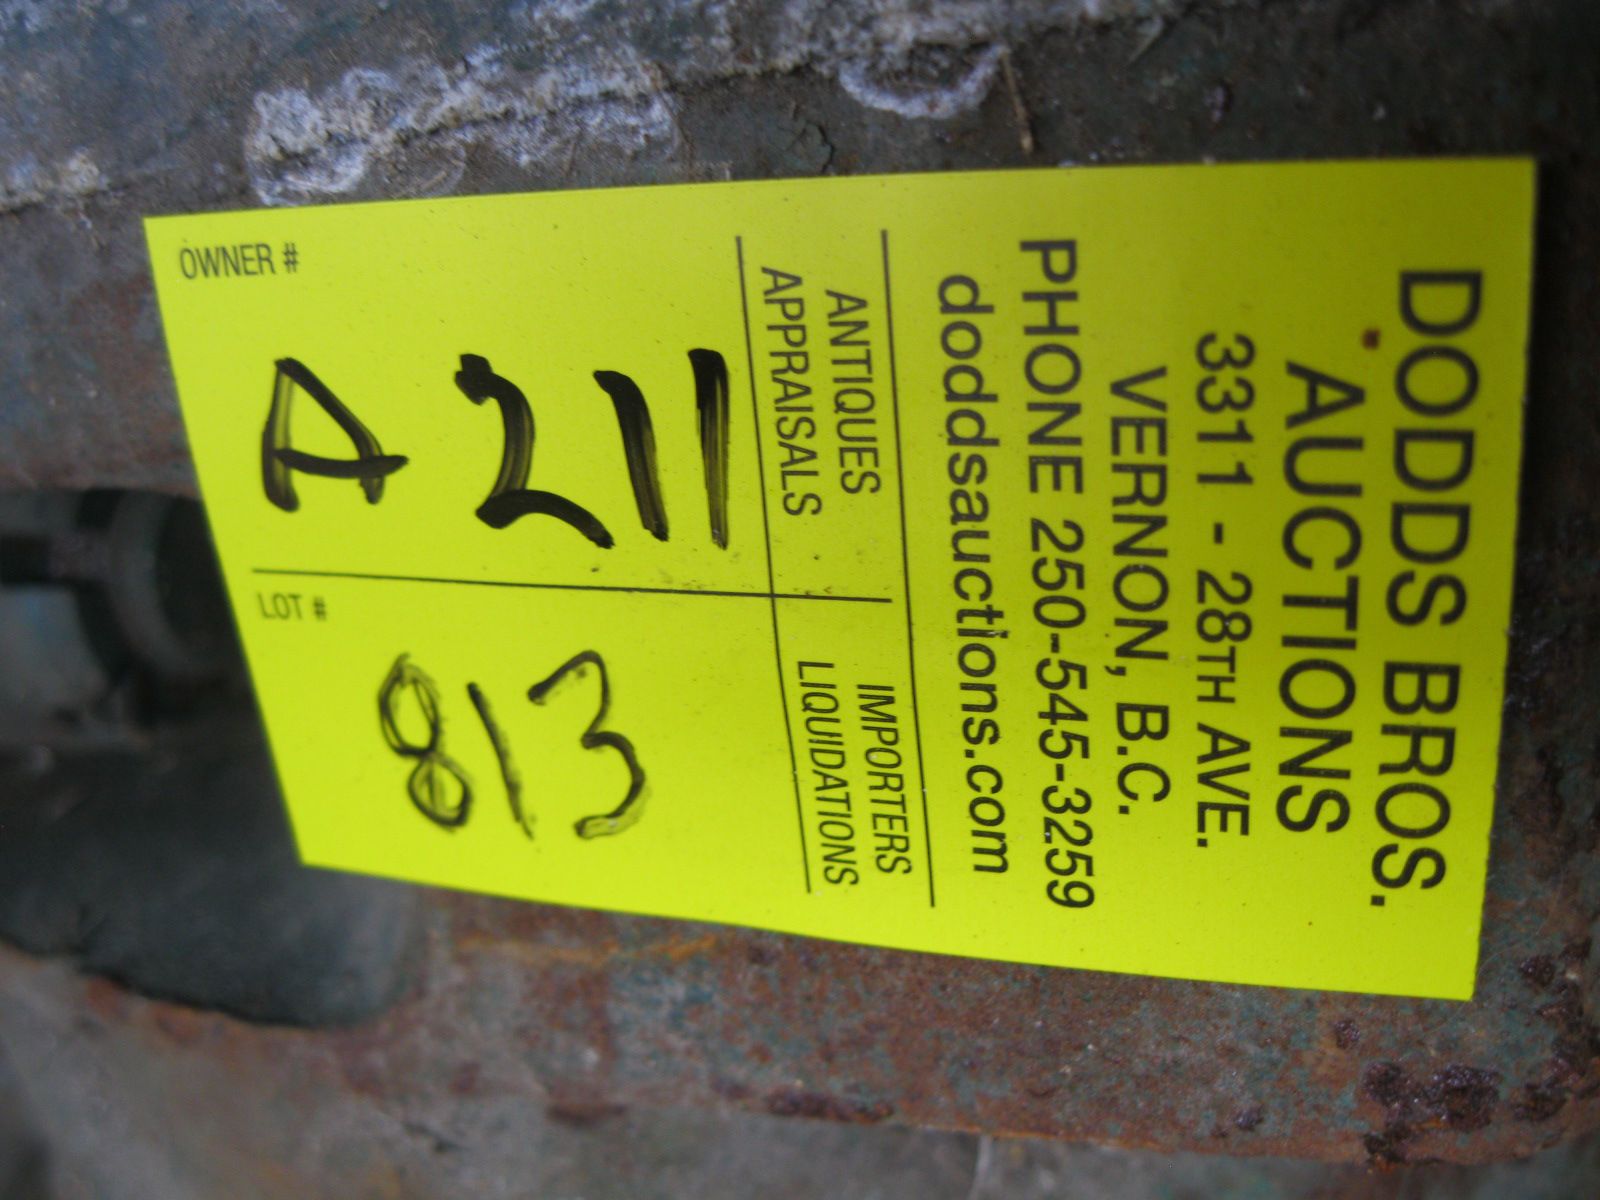 DODDS BROS.
AUCTIONS
3311 - 28TH AVE.
VERNON, B.C.
PHONE 250-545-3259
doddsauctions.com
ANTIQUES
APPRAISALS
IMPORTERS
LIQUIDATIONS
OWNER #
A211
LOT #
813